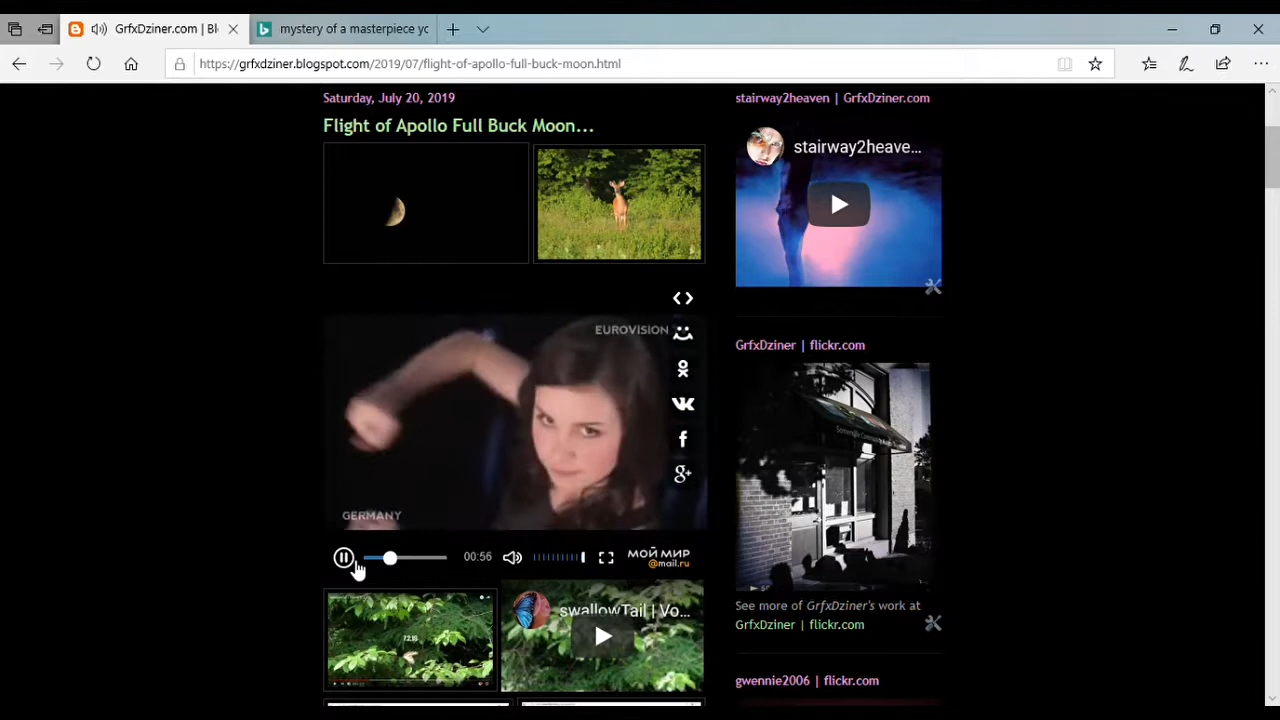 GrfxDziner.com | Bl
mystery of a masterpiece yo
https://grfxdziner.blogspot.com/2019/07/flight-of-apollo-full-buck-moon.html
Saturday, July 20, 2019
Flight of Apollo Full Buck Moon...
EUROVISION
GERMANY
00:56
МОЙ МИР
@mail.ru
swallowTail | Vo...
stairway2heaven | GrfxDziner.com
stairway2heave...
GrfxDziner | flickr.com
See more of GrfxDziner's work at
GrfxDziner | flickr.com
gwennie2006 | flickr.com